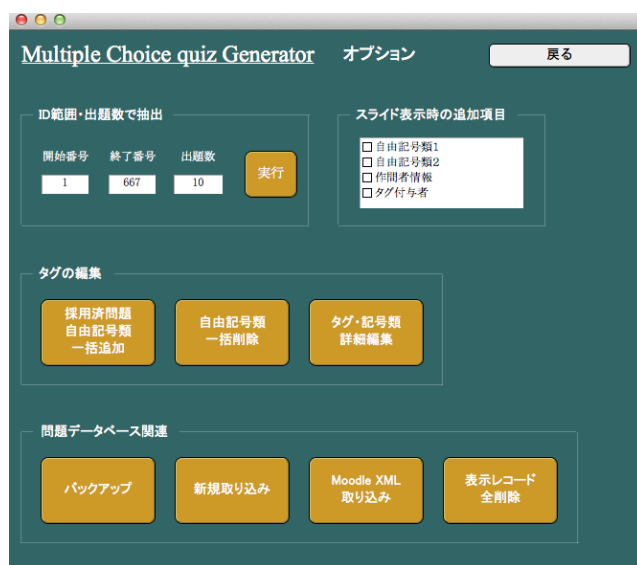 Multiple Choice quiz Generator オプション 戻る
ID範囲・出題数で抽出
開始番号 終了番号 出題数
1 667 10 実行
スライド表示時の追加項目
自由記号類1
自由記号類2
作問者情報
タグ付与者
タグの編集
採用済問題
自由記号類
一括追加
自由記号類
一括削除
タグ・記号類
詳細編集
問題データベース関連
バックアップ
新規取り込み
Moodle XML
取り込み
表示レコード
全削除